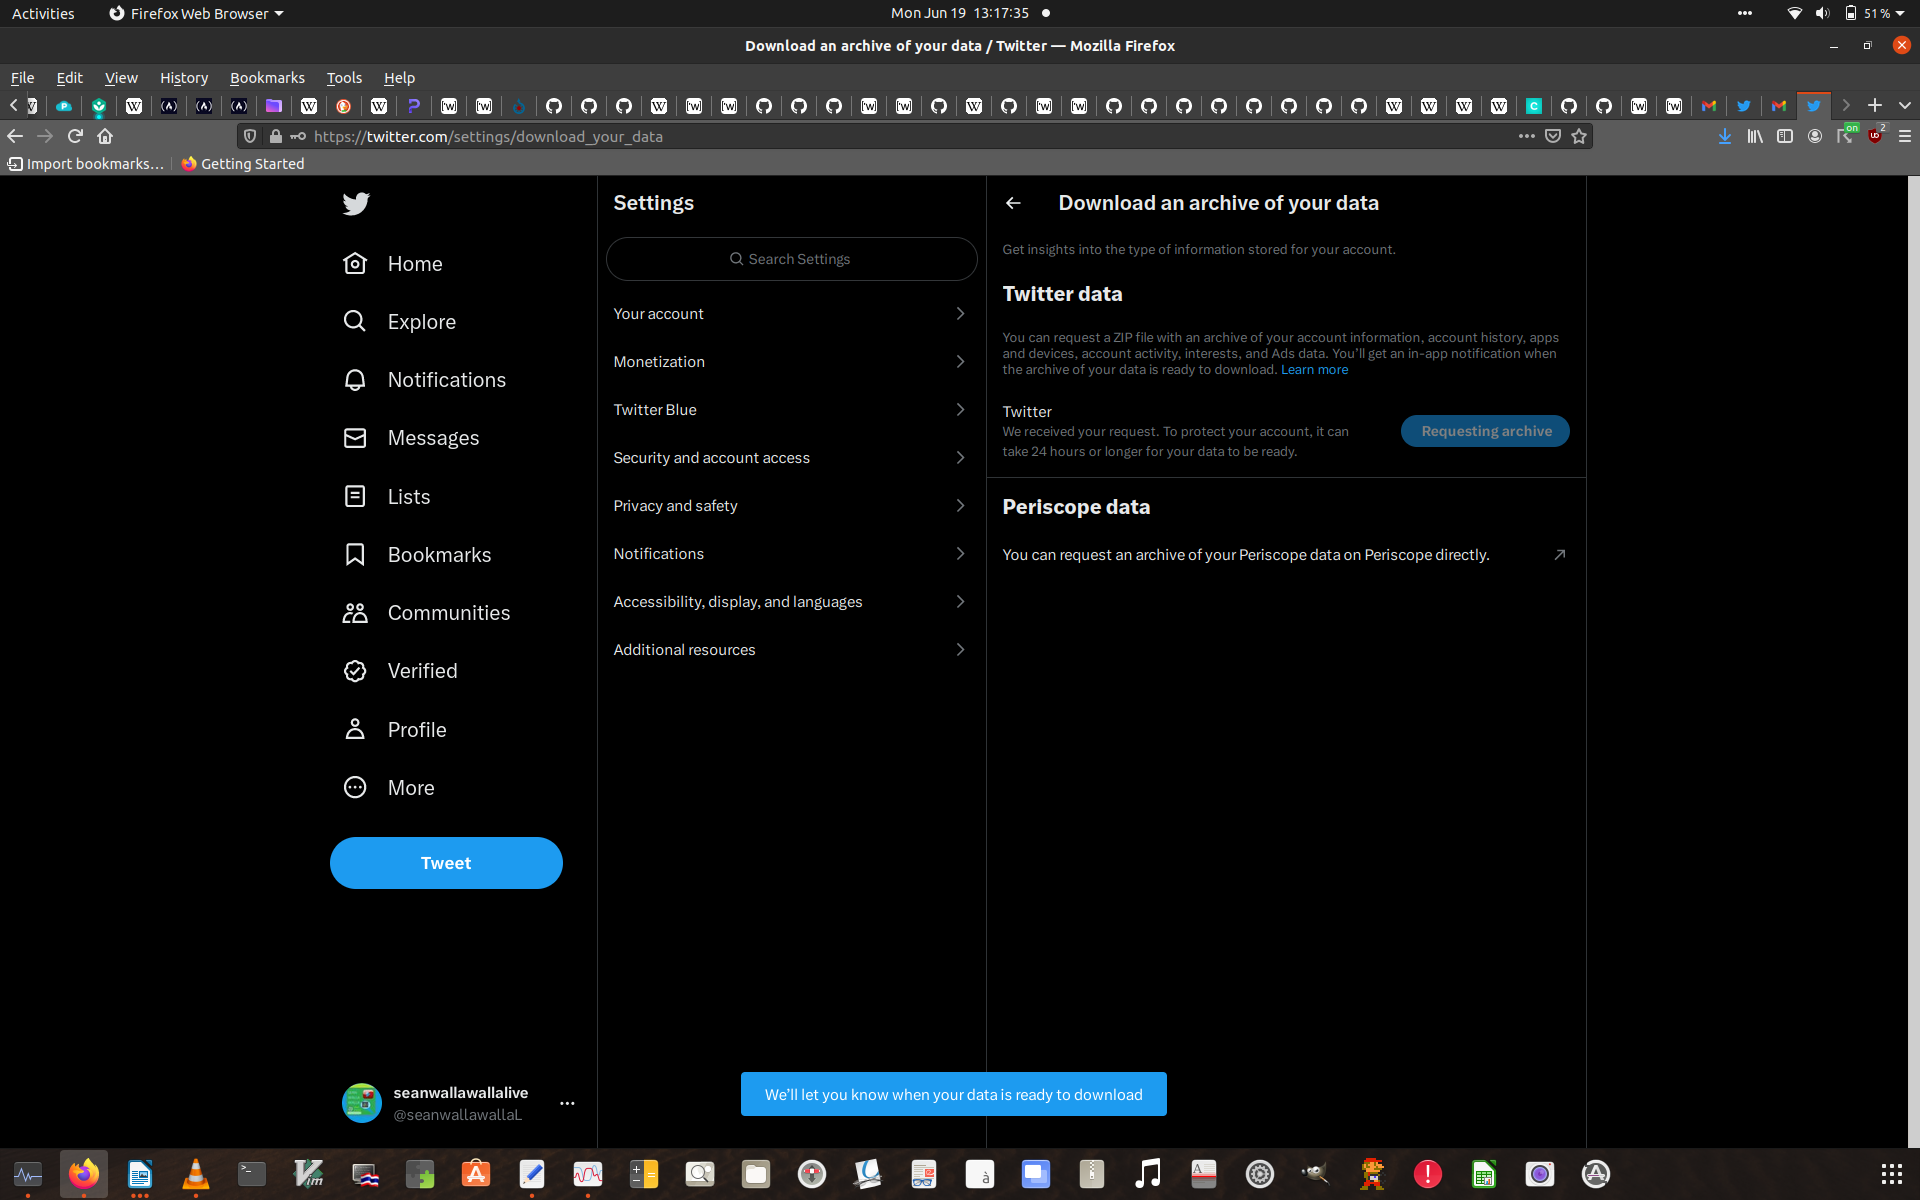 Activities
Firefox Web Browser
Mon Jun 19 13:17:35
51 %
Download an archive of your data / Twitter — Mozilla Firefox
File Edit View History Bookmarks Tools Help
https://twitter.com/settings/download_your_data
on
2
Import bookmarks...
Getting Started
Home
Explore
Notifications
Messages
Lists
Bookmarks
Communities
Verified
Profile
More
Tweet
seanwallawallalive
@seanwallawallaL
Settings
Search Settings
Your account
Monetization
Twitter Blue
Security and account access
Privacy and safety
Notifications
Accessibility, display, and languages
Additional resources
Download an archive of your data
Get insights into the type of information stored for your account.
Twitter data
You can request a ZIP file with an archive of your account information, account history, apps
and devices, account activity, interests, and Ads data. You’ll get an in-app notification when
the archive of your data is ready to download. Learn more
Twitter
We received your request. To protect your account, it can
take 24 hours or longer for your data to be ready.
Requesting archive
Periscope data
You can request an archive of your Periscope data on Periscope directly.
We’ll let you know when your data is ready to download